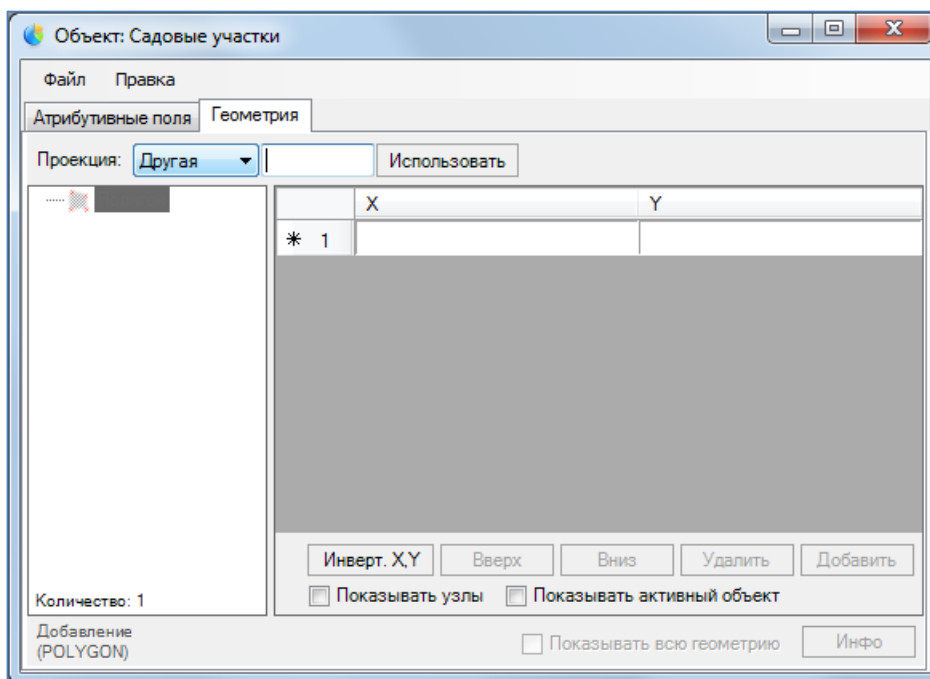 Объект: Садовые участки
Файл Правка
Атрибутивные поля Геометрия
Проекция: Другая Использовать
X Y
1
Инверт. X,Y Вверх Вниз Удалить Добавить
Показывать узлы Показывать активный объект
Количество: 1
Добавление
(POLYGON)
Показывать всю геометрию Инфо